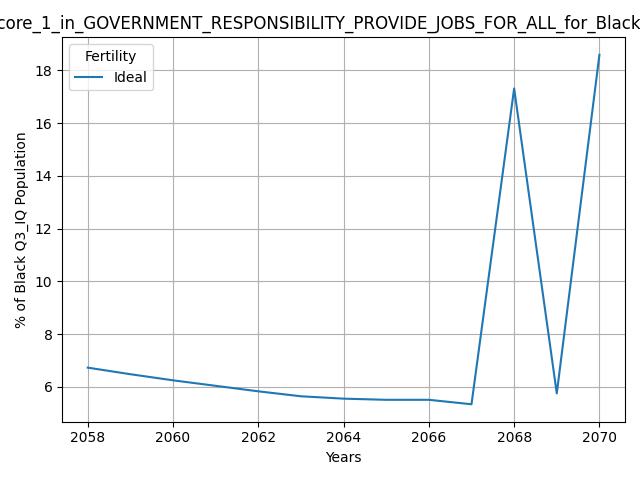 core_1_in_GOVERNMENT_RESPONSIBILITY_PROVIDE_JOBS_FOR_ALL_for_Black
Fertility
Ideal
% of Black Q3_IQ Population
18
16
14
12
10
8
6
2058 2060 2062 2064 2066 2068 2070
Years